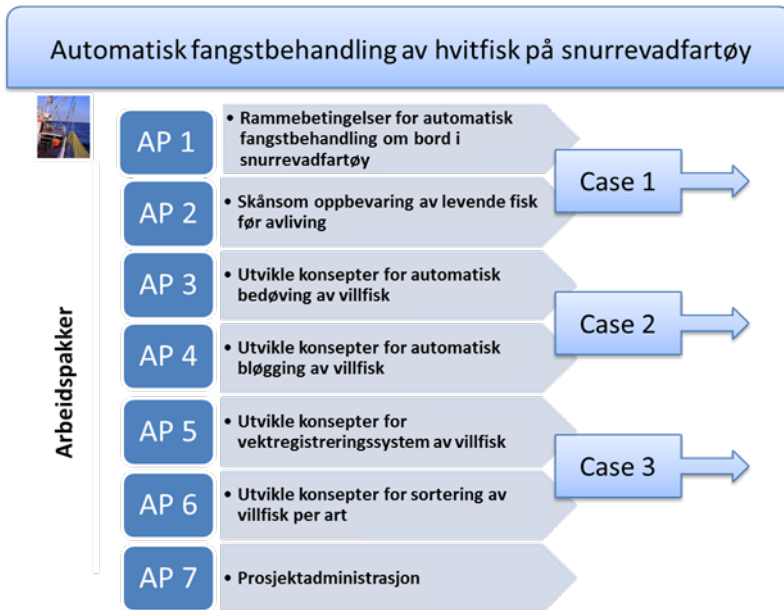 Automatisk fangstbehandling av hvitfisk på snurrevadfartøy
Arbeidspakker
AP 1
• Rammebetingelser for automatisk
fangstbehandling om bord i
snurrevadfartøy
AP 2
• Skånsom oppbevaring av levende fisk
før avliving
Case 1
AP 3
• Utvikle konsepter for automatisk
bedøving av villfisk
AP 4
• Utvikle konsepter for automatisk
bløgging av villfisk
Case 2
AP 5
• Utvikle konsepter for
vektregistreringssystem av villfisk
AP 6
• Utvikle konsepter for sortering av
villfisk per art
Case 3
AP 7
• Prosjektadministrasjon